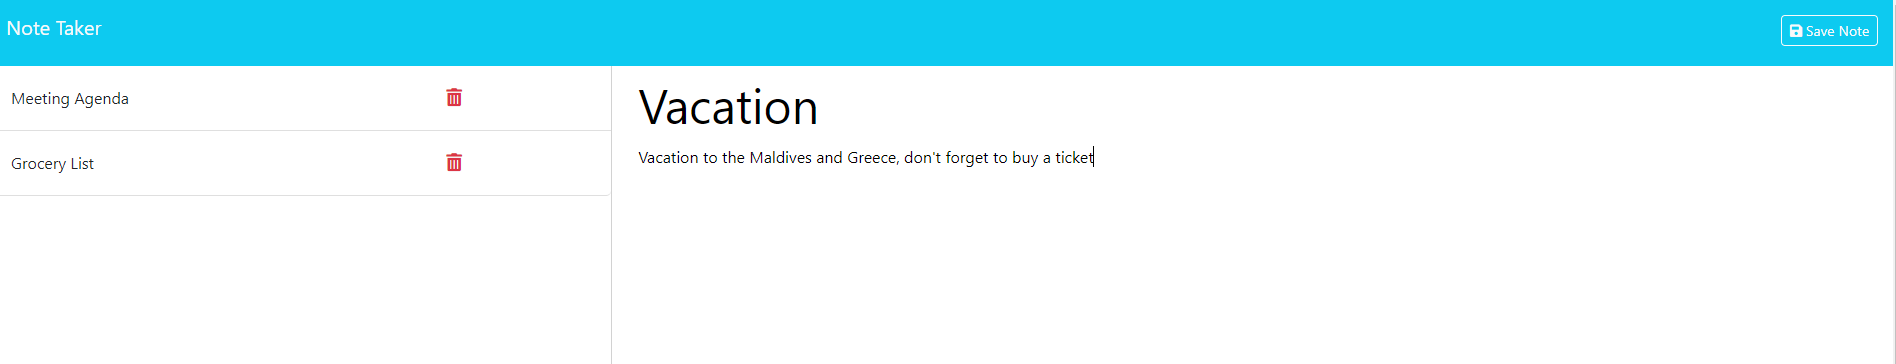 Note Taker
Save Note
Meeting Agenda
Grocery List
Vacation
Vacation to the Maldives and Greece, don't forget to buy a ticket